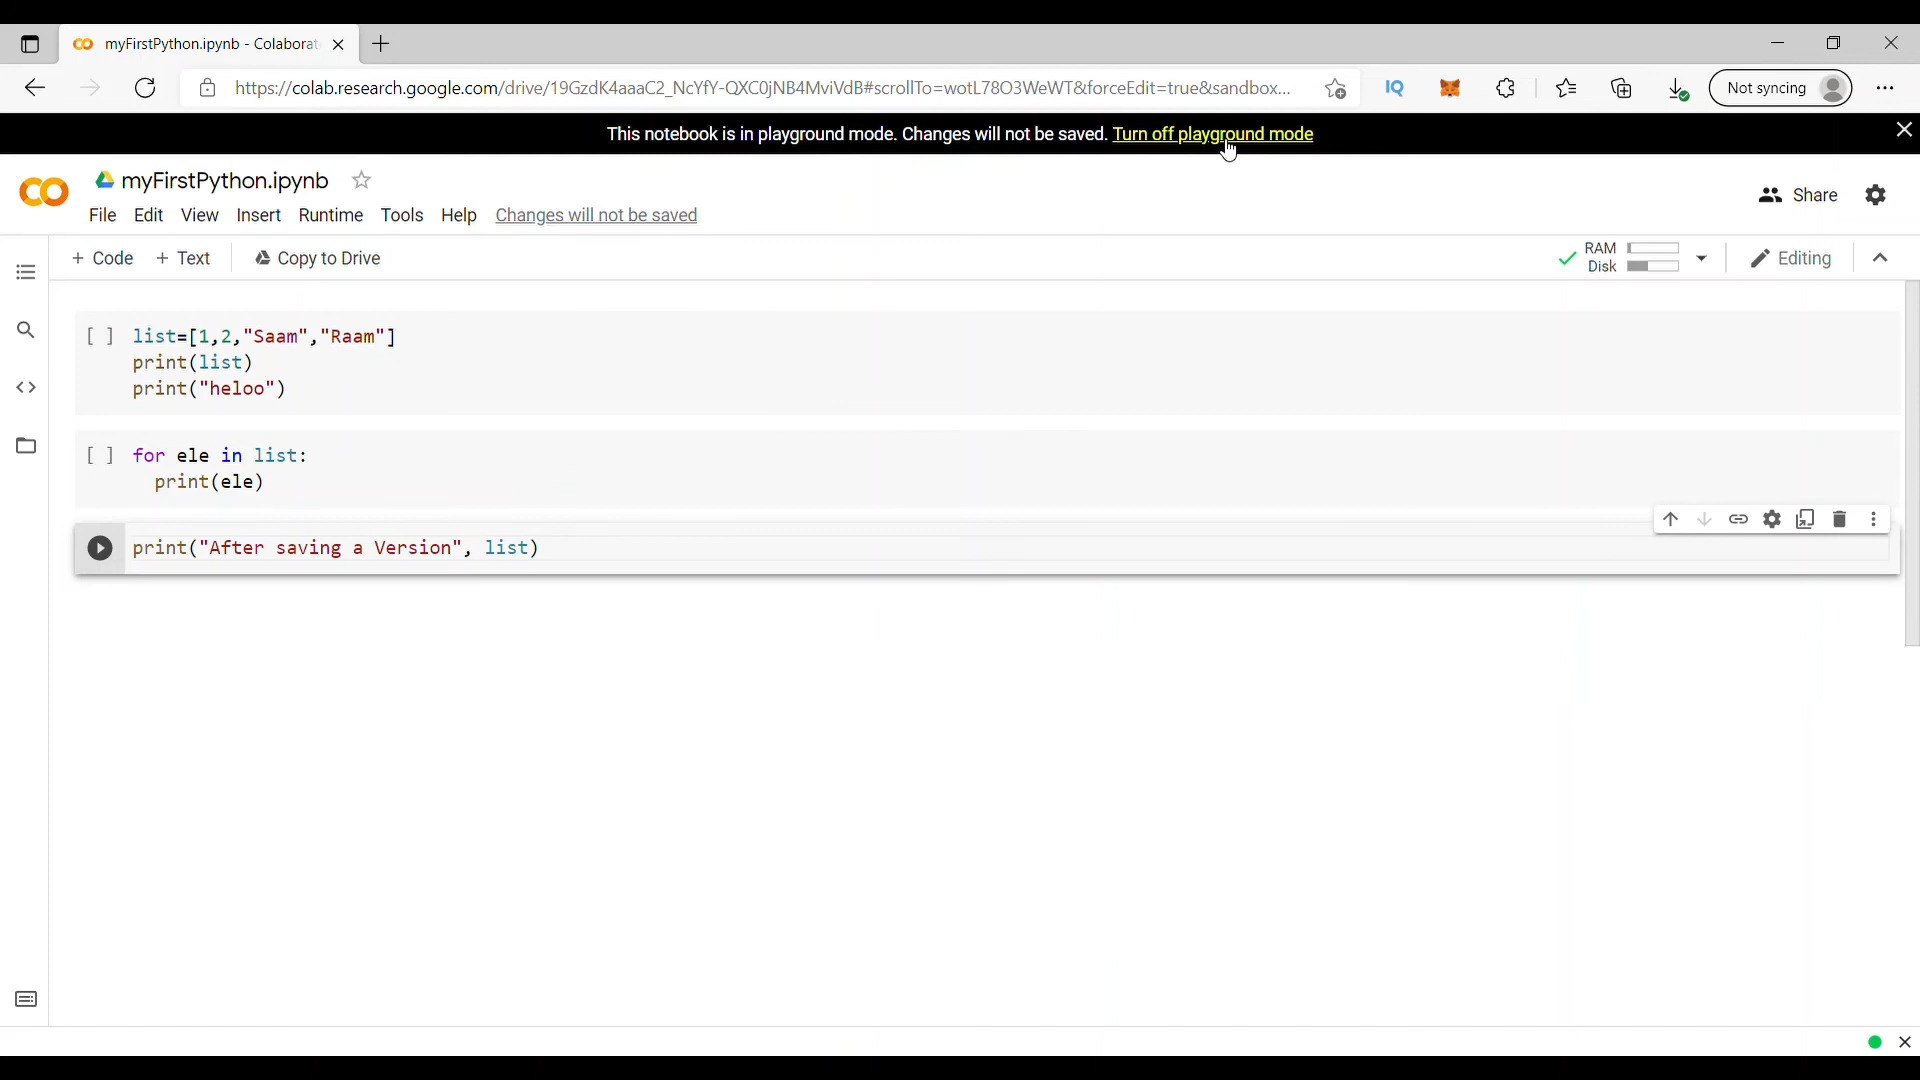 myFirstPython.ipynb - Colaborat
https://colab.research.google.com/drive/19GzdK4aaaC2_NcYfY-QXC0jNB4MviVdB#scrollTo=wotL78O3WeWT&forceEdit=true&sandbox...
IQ
Not syncing
This notebook is in playground mode. Changes will not be saved. Turn off playground mode
myFirstPython.ipynb
Share
File Edit View Insert Runtime Tools Help Changes will not be saved
+ Code + Text Copy to Drive
RAM
Disk
Editing
[ ] list=[1,2,"Saam","Raam"]
print(list)
print("heloo")
[ ] for ele in list:
print(ele)
print("After saving a Version", list)